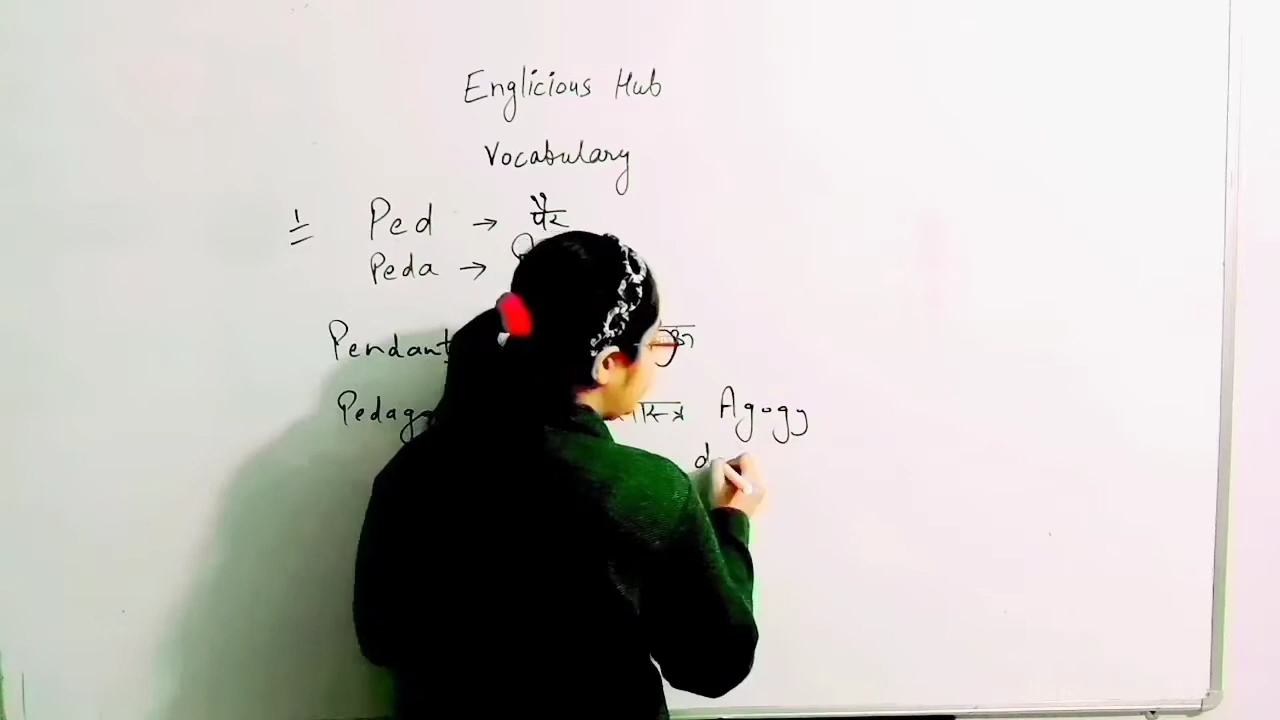 Englicious Hub
Vocabulary
1 Ped → पैर
Peda →
Pendant
Pedag Agogy
d